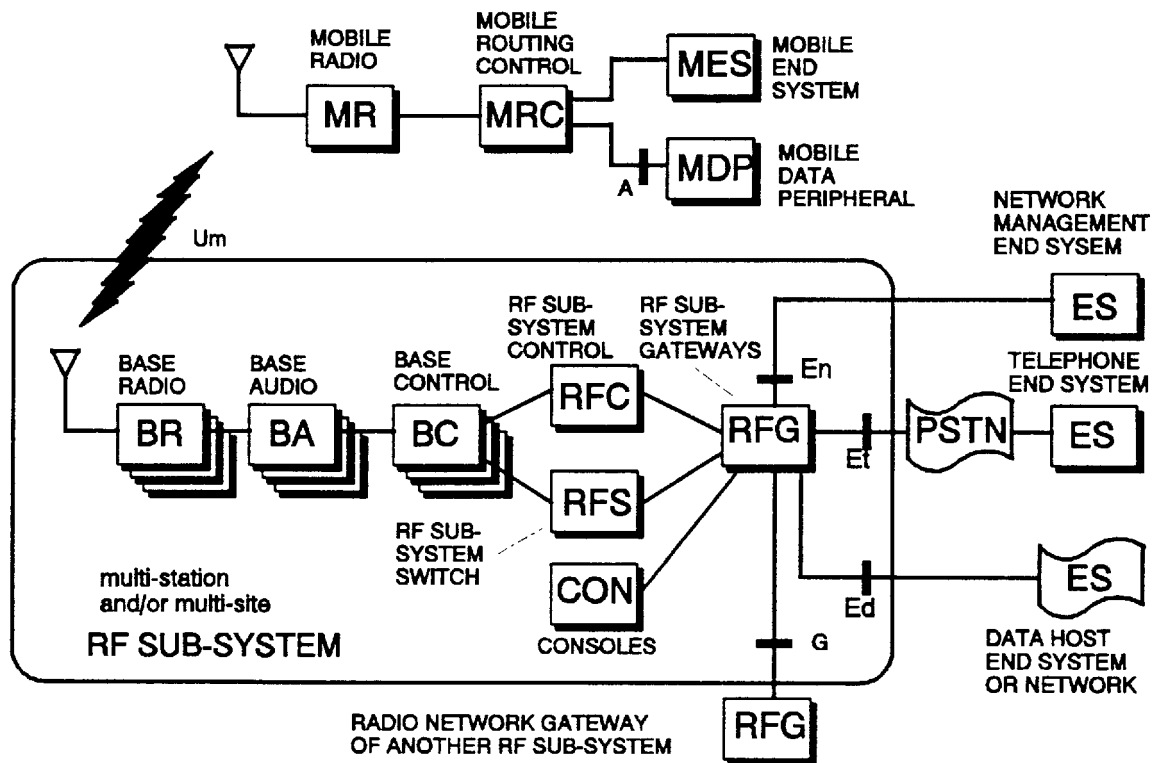 MOBILE
RADIO
MR
MOBILE
ROUTING
CONTROL
MRC
MES
MOBILE
END
SYSTEM
A
MDP
MOBILE
DATA
PERIPHERAL
Um
NETWORK
MANAGEMENT
END SYSEM
ES
BASE
RADIO
BR
BASE
AUDIO
BA
BASE
CONTROL
BC
RF SUB-
SYSTEM
CONTROL
RFC
RF SUB-
SYSTEM
GATEWAYS
RFG
En
Et
PSTN
TELEPHONE
END SYSTEM
ES
RFS
RF SUB-
SYSTEM
SWITCH
CON
CONSOLES
Ed
ES
DATA HOST
END SYSTEM
OR NETWORK
G
multi-station
and/or multi-site
RF SUB-SYSTEM
RADIO NETWORK GATEWAY
OF ANOTHER RF SUB-SYSTEM
RFG